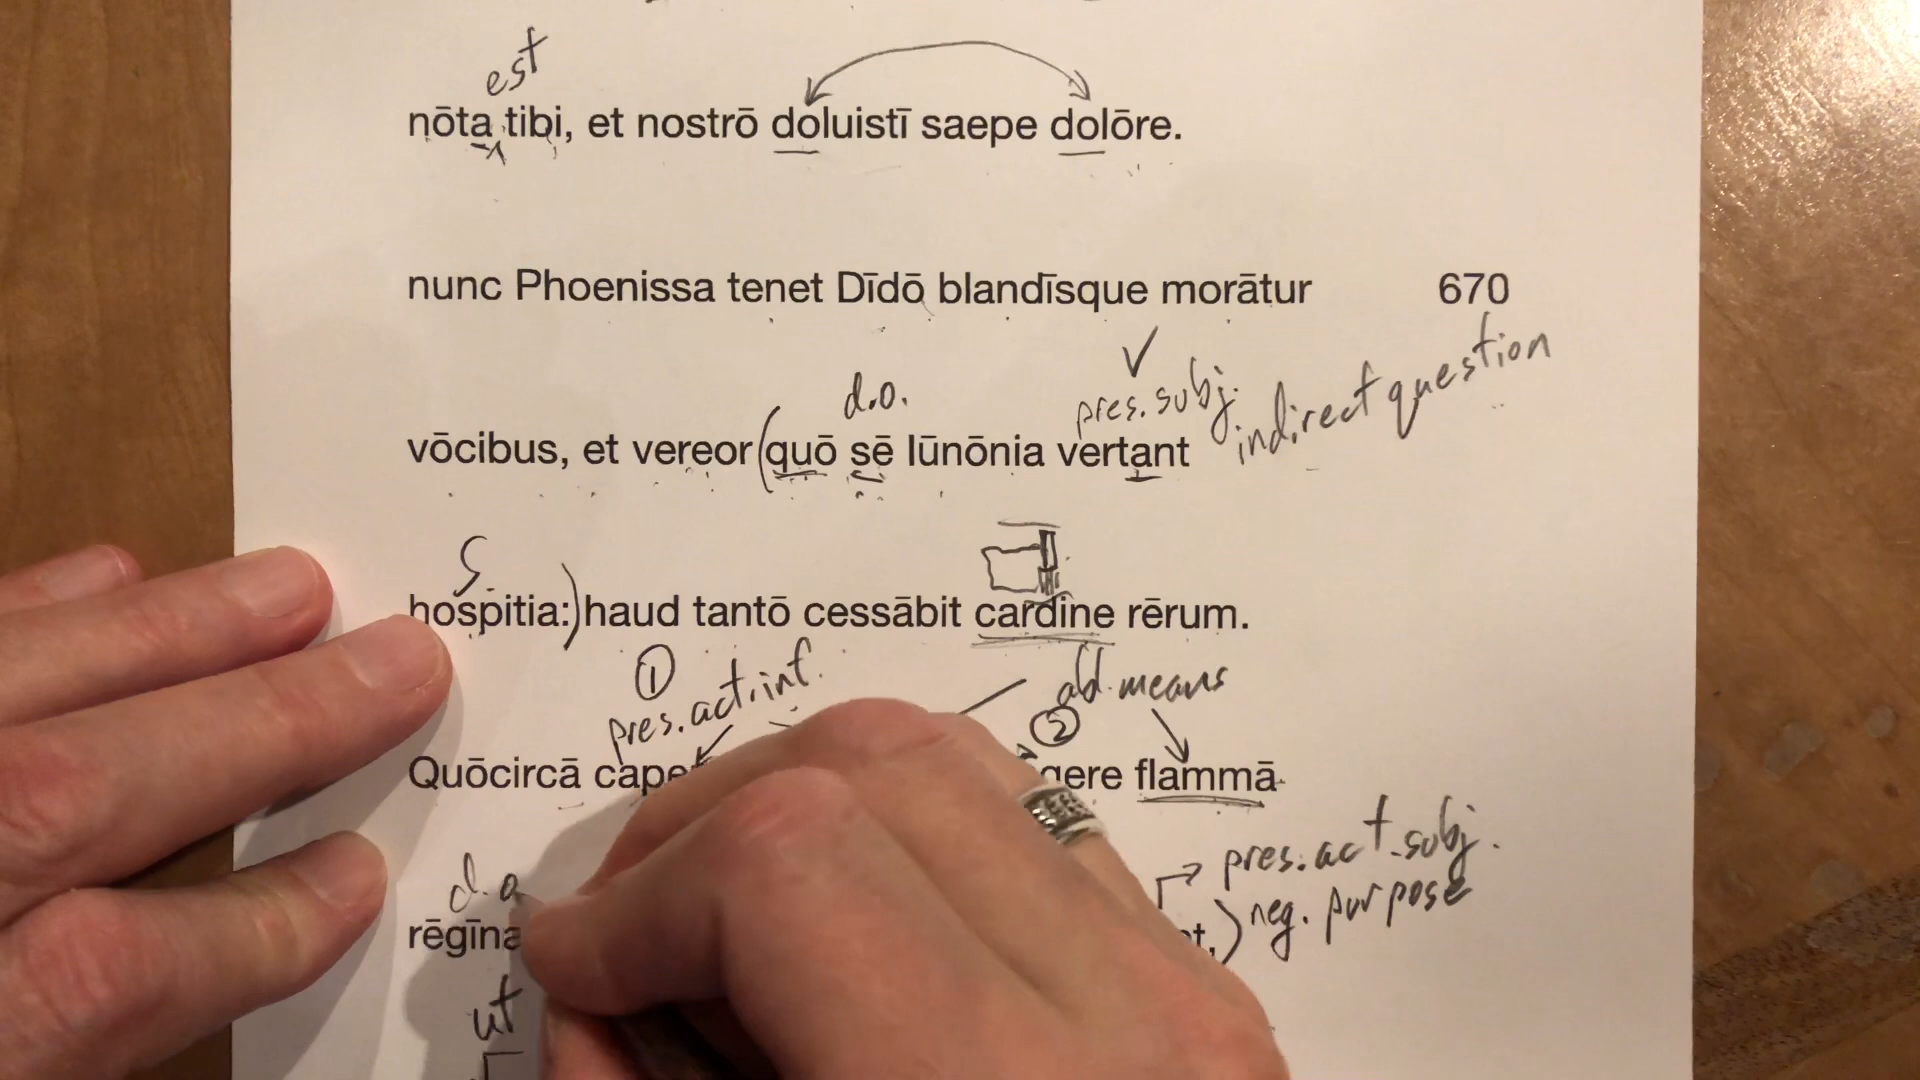 est
nōta tibi, et nostrō doluistī saepe dolōre.
nunc Phoenissa tenet Dīdō blandīsque morātur 670
d.o. pres. subj. indirect question
vōcibus, et vereor (quō sē Iūnōnia vertant
S
hospitia:) haud tantō cessābit cardine rērum.
① pres. act. inf. abl. means
②
Quōcircā cape gere flammā
d.o pres. act. subj.
neg. purpose
rēgīna t,)
ut